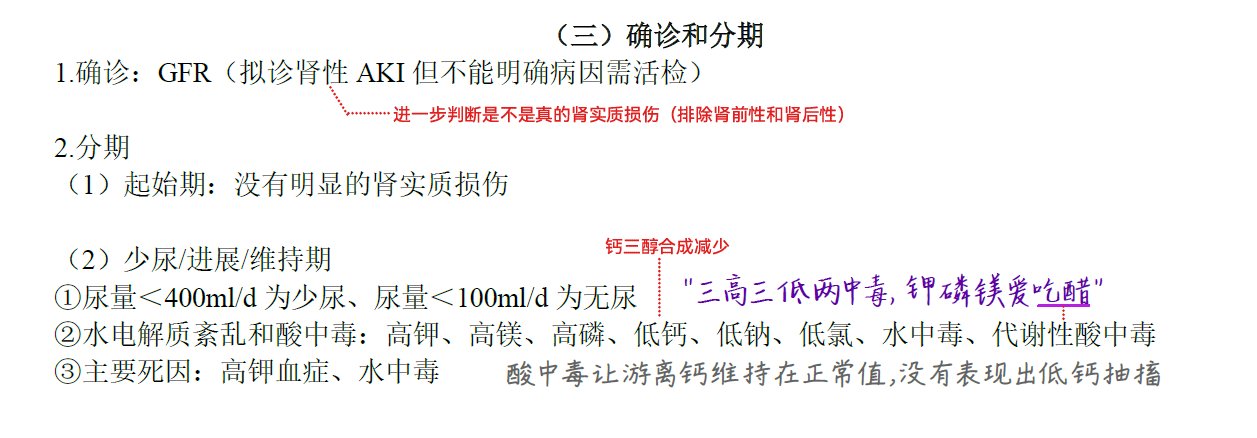 （三）确诊和分期
1.确诊：GFR（拟诊肾性 AKI 但不能明确病因需活检）
进一步判断是不是真的肾实质损伤（排除肾前性和肾后性）
2.分期
（1）起始期：没有明显的肾实质损伤
钙三醇合成减少
（2）少尿/进展/维持期
①尿量＜400ml/d 为少尿、尿量＜100ml/d 为无尿
"三高三低两中毒,钾磷镁爱吃醋"
②水电解质紊乱和酸中毒：高钾、高镁、高磷、低钙、低钠、低氯、水中毒、代谢性酸中毒
③主要死因：高钾血症、水中毒
酸中毒让游离钙维持在正常值,没有表现出低钙抽搐